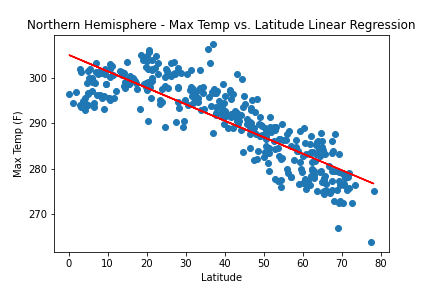 Northern Hemisphere - Max Temp vs. Latitude Linear Regression
Max Temp (F)
300
290
280
270
0 10 20 30 40 50 60 70 80
Latitude